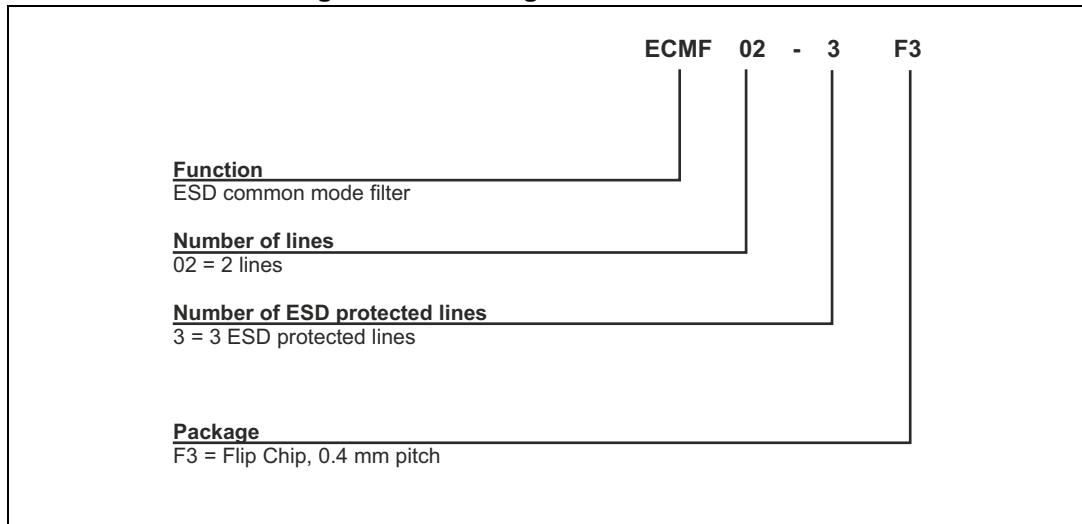 ECMF 02 - 3 F3
Function
ESD common mode filter
Number of lines
02 = 2 lines
Number of ESD protected lines
3 = 3 ESD protected lines
Package
F3 = Flip Chip, 0.4 mm pitch